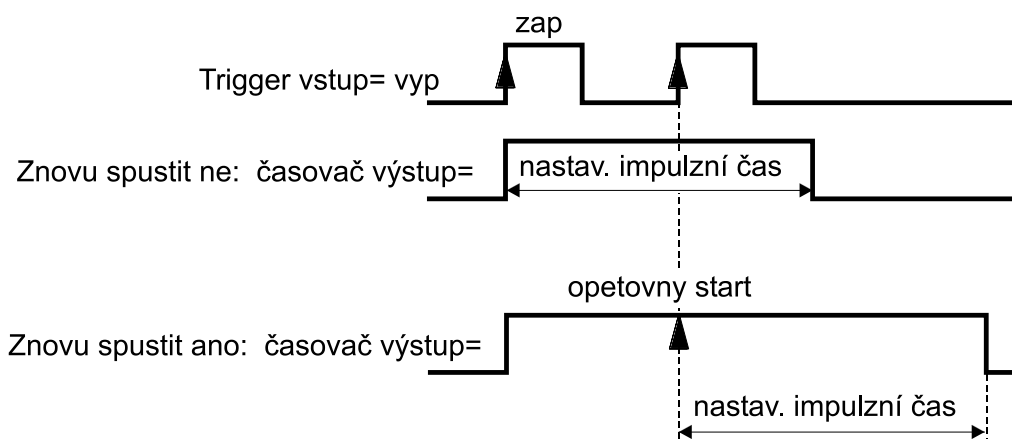 zap
Trigger vstup= vyp
Znovu spustit ne: časovač výstup=
nastav. impulzní čas
opetovny start
Znovu spustit ano: časovač výstup=
nastav. impulzní čas